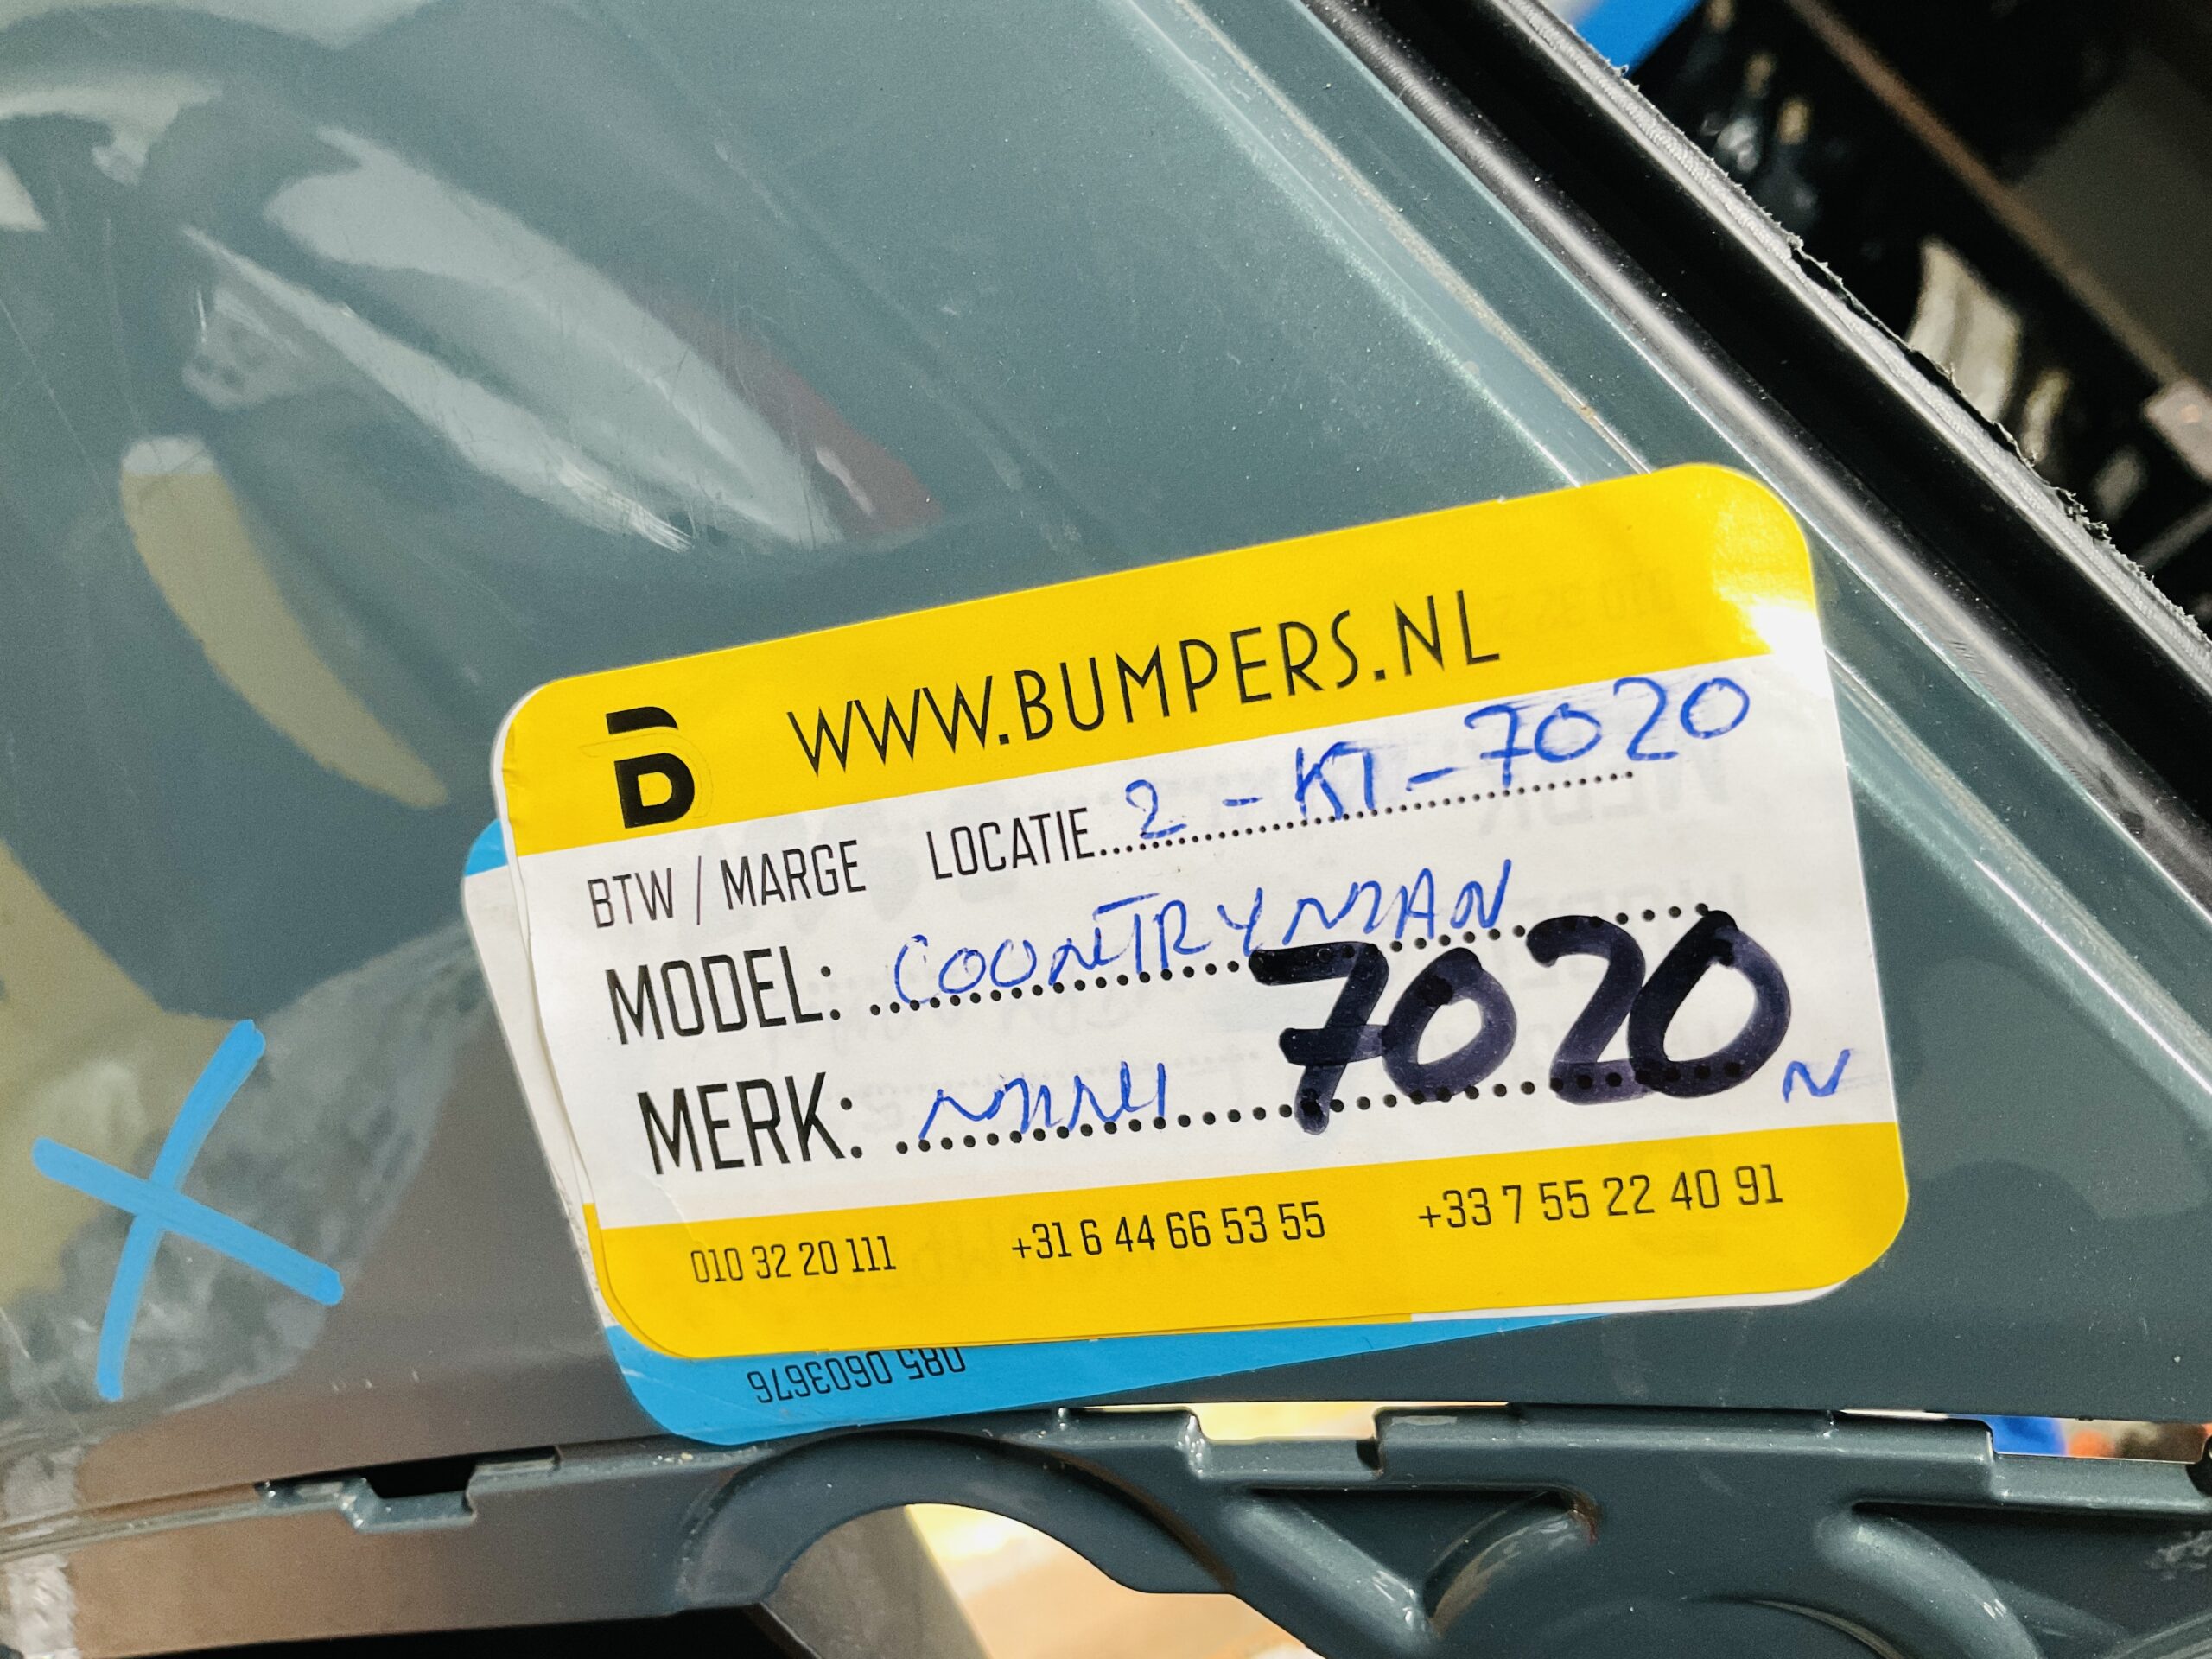 B WWW.BUMPERS.NL
BTW / MARGE LOCATIE 2-KT-7020
MODEL: COUNTRYMAN
MERK: MINI 7020 N
010 32 20 111 +31 6 44 66 53 55 +33 7 55 22 40 91
085 0603676
X